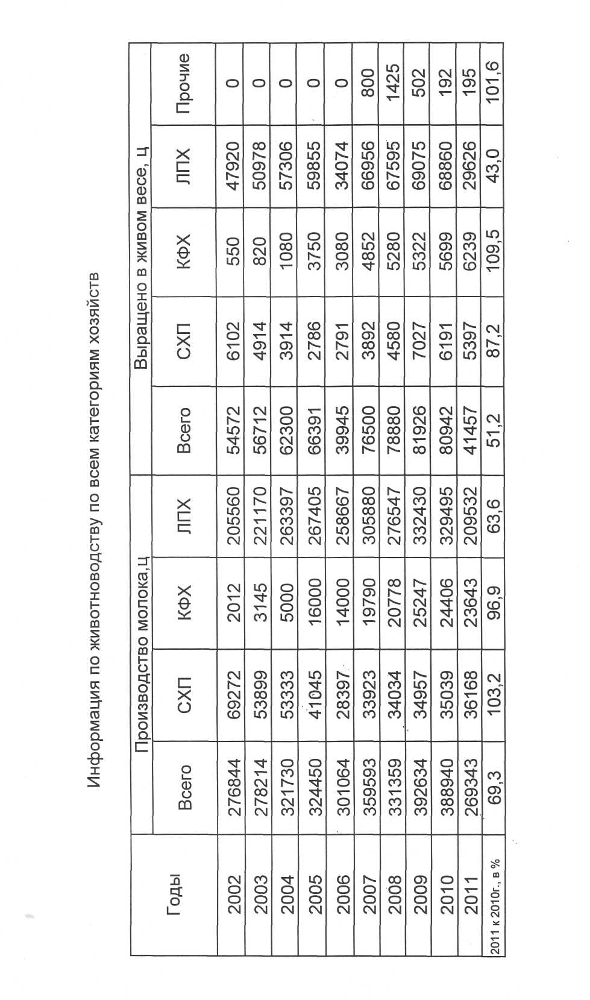 Информация по животноводству по всем категориям хозяйств
Годы Производство молока,ц Выращено в живом весе, ц
Всего СХП КФХ ЛПХ Всего СХП КФХ ЛПХ Прочие
2002 276844 69272 2012 205560 54572 6102 550 47920 0
2003 278214 53899 3145 221170 56712 4914 820 50978 0
2004 321730 53333 5000 263397 62300 3914 1080 57306 0
2005 324450 41045 16000 267405 66391 2786 3750 59855 0
2006 301064 28397 14000 258667 39945 2791 3080 34074 0
2007 359593 33923 19790 305880 76500 3892 4852 66956 800
2008 331359 34034 20778 276547 78880 4580 5280 67595 1425
2009 392634 34957 25247 332430 81926 7027 5322 69075 502
2010 388940 35039 24406 329495 80942 6191 5699 68860 192
2011 269343 36168 23643 209532 41457 5397 6239 29626 195
2011 к 2010г., в % 69,3 103,2 96,9 63,6 51,2 87,2 109,5 43,0 101,6